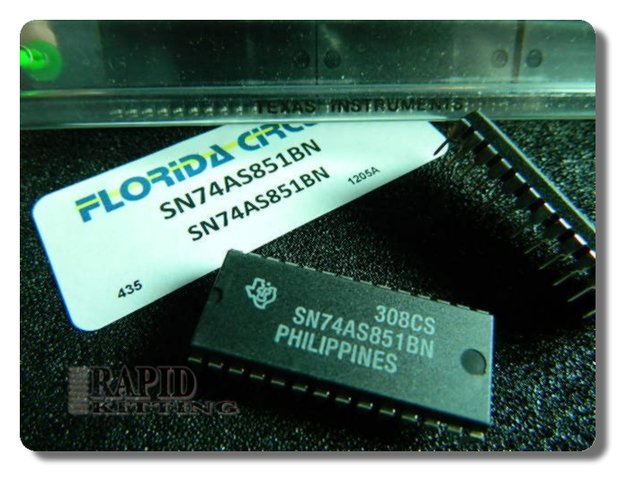 TEXAS INSTRUMENTS
FLORIDA CIRCU
SN74AS851BN
SN74AS851BN
1205A
435
308CS
SN74AS851BN
PHILIPPINES
RAPID
KITTING